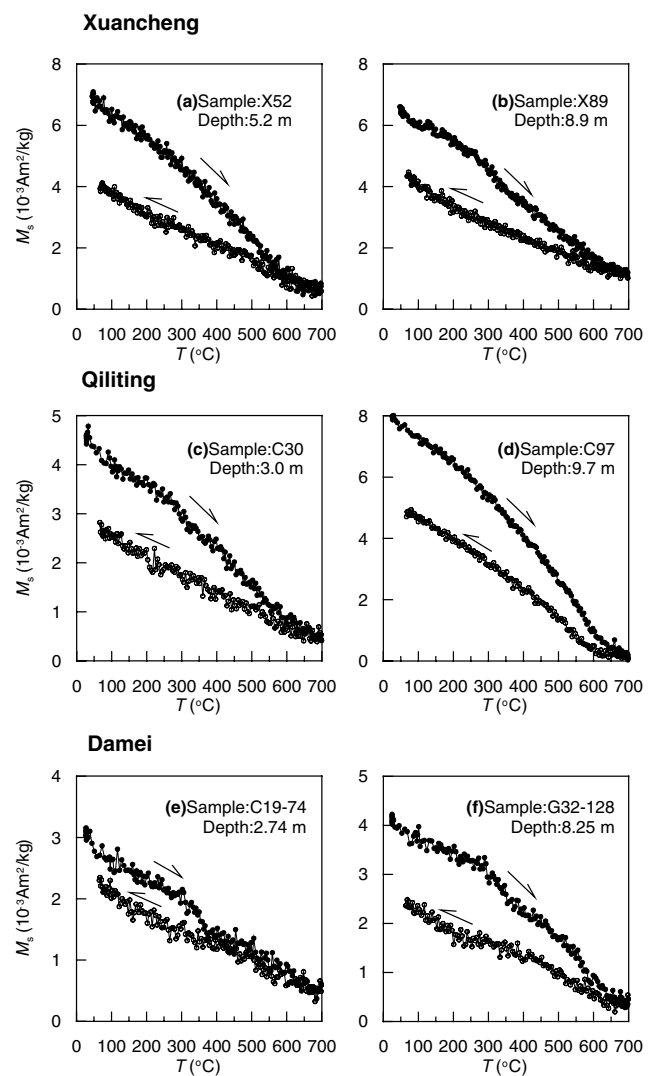 Xuancheng
8
6
4
2
0
Mₛ (10⁻³Am²/kg)
(a)Sample:X52
Depth:5.2 m
0 100 200 300 400 500 600 700
T (°C)
8
6
4
2
0
(b)Sample:X89
Depth:8.9 m
0 100 200 300 400 500 600 700
T (°C)
Qiliting
5
4
3
2
1
0
Mₛ (10⁻³Am²/kg)
(c)Sample:C30
Depth:3.0 m
0 100 200 300 400 500 600 700
T (°C)
8
6
4
2
0
(d)Sample:C97
Depth:9.7 m
0 100 200 300 400 500 600 700
T (°C)
Damei
4
3
2
1
0
Mₛ (10⁻³Am²/kg)
(e)Sample:C19-74
Depth:2.74 m
0 100 200 300 400 500 600 700
T (°C)
5
4
3
2
1
0
(f)Sample:G32-128
Depth:8.25 m
0 100 200 300 400 500 600 700
T (°C)